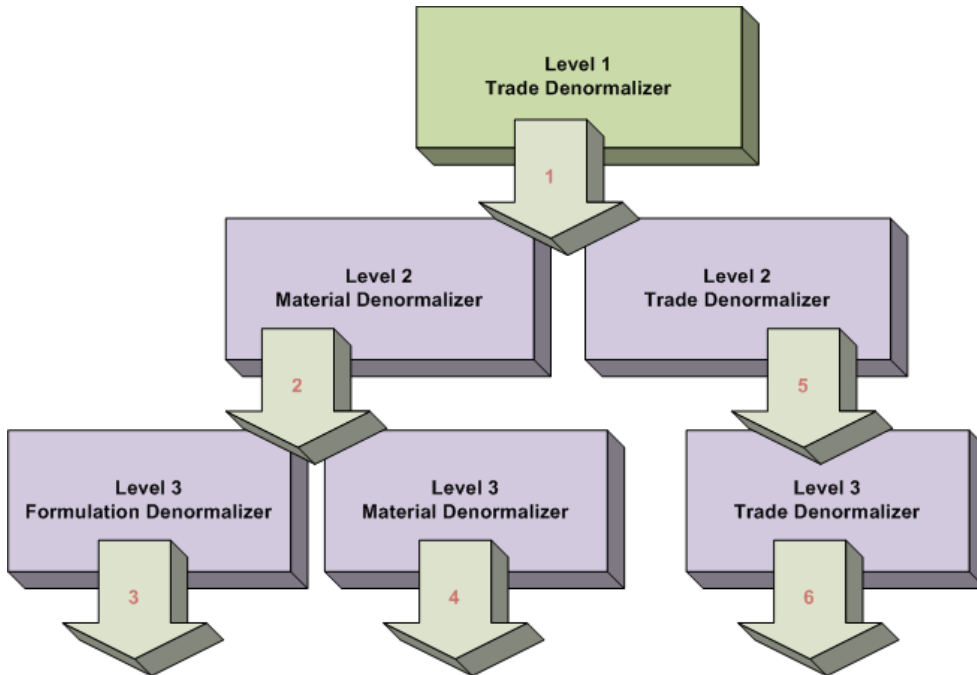 Level 1
Trade Denormalizer
1
Level 2
Material Denormalizer
Level 2
Trade Denormalizer
2
5
Level 3
Formulation Denormalizer
Level 3
Material Denormalizer
Level 3
Trade Denormalizer
3
4
6